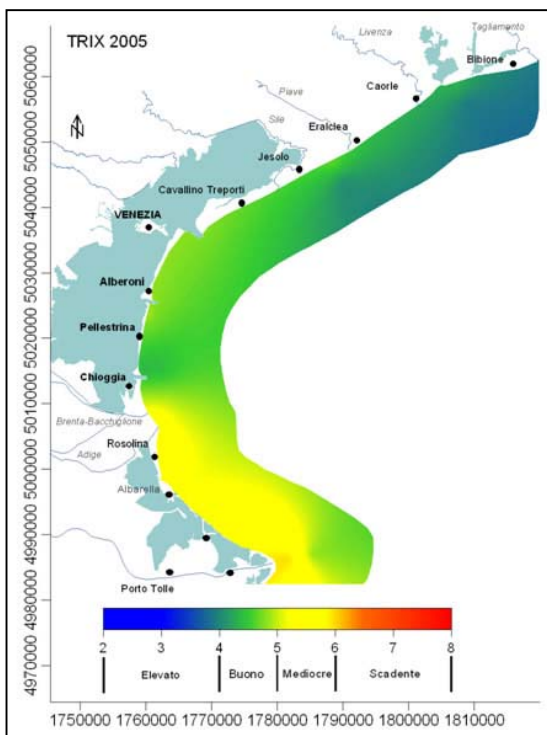 TRIX 2005
Tagliamento
Livenza
Bibione
5060000
Caorle
Piave
Eraclea
Sile
N
5050000
Jesolo
Cavallino Treporti
5040000
VENEZIA
5030000
Alberoni
Pellestrina
5020000
Chioggia
5010000
Brenta-Bacchiglione
Rosolina
Adige
5000000
Albarella
4990000
Porto Tolle
4980000
2 3 4 5 6 7 8
4970000
Elevato Buono Mediocre Scadente
1750000 1760000 1770000 1780000 1790000 1800000 1810000